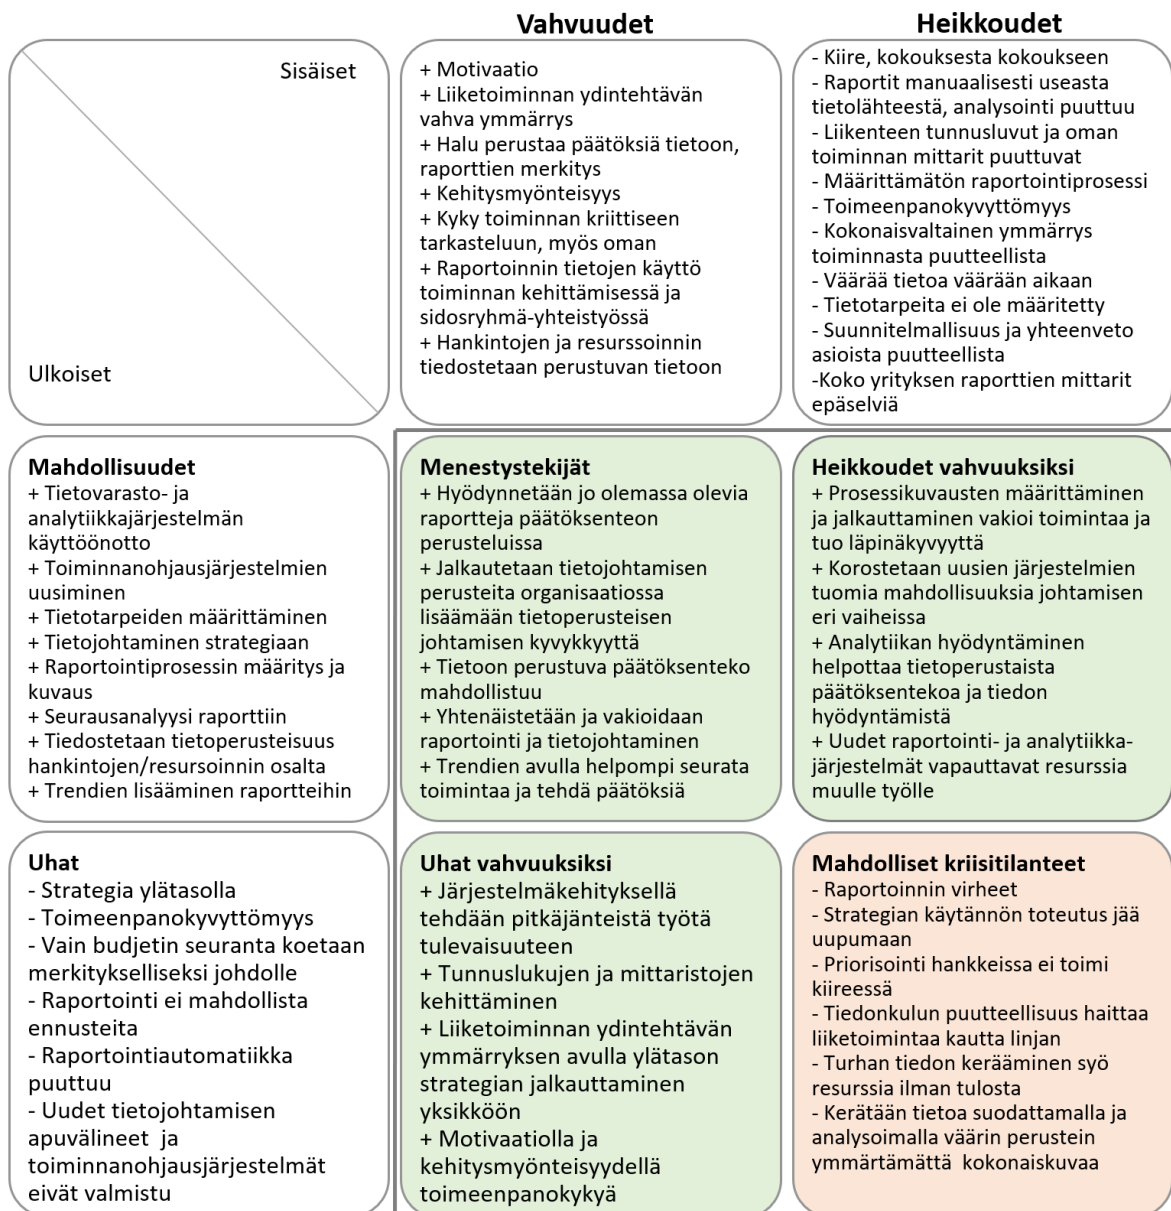 Vahvuudet
Heikkoudet
Sisäiset
Ulkoiset
+ Motivaatio
+ Liiketoiminnan ydintehtävän
vahva ymmärrys
+ Halu perustaa päätöksiä tietoon,
raporttien merkitys
+ Kehitysmyönteisyys
+ Kyky toiminnan kriittiseen
tarkasteluun, myös oman
+ Raportoinnin tietojen käyttö
toiminnan kehittämisessä ja
sidosryhmä-yhteistyössä
+ Hankintojen ja resurssoinnin
tiedostetaan perustuvan tietoon
- Kiire, kokouksesta kokoukseen
- Raportit manuaalisesti useasta
tietolähteestä, analysointi puuttuu
- Liikenteen tunnusluvut ja oman
toiminnan mittarit puuttuvat
- Määrittämätön raportointiprosessi
- Toimeenpanokyvyttömyys
- Kokonaisvaltainen ymmärrys
toiminnasta puutteellista
- Väärää tietoa väärään aikaan
- Tietotarpeita ei ole määritetty
- Suunnitelmallisuus ja yhteenveto
asioista puutteellista
-Koko yrityksen raporttien mittarit
epäselviä
Mahdollisuudet
+ Tietovarasto- ja
analytiikkajärjestelmän
käyttöönotto
+ Toiminnanohjausjärjestelmien
uusiminen
+ Tietotarpeiden määrittäminen
+ Tietojohtaminen strategiaan
+ Raportointiprosessin määritys ja
kuvaus
+ Seurausanalyysi raporttiin
+ Tiedostetaan tietoperusteisuus
hankintojen/resursoinnin osalta
+ Trendien lisääminen raportteihin
Menestystekijät
+ Hyödynnetään jo olemassa olevia
raportteja päätöksenteon
perusteluissa
+ Jalkautetaan tietojohtamisen
perusteita organisaatiossa
lisäämään tietoperusteisen
johtamisen kyvykkyyttä
+ Tietoon perustuva päätöksenteko
mahdollistuu
+ Yhtenäistetään ja vakioidaan
raportointi ja tietojohtaminen
+ Trendien avulla helpompi seurata
toimintaa ja tehdä päätöksiä
Heikkoudet vahvuuksiksi
+ Prosessikuvausten määrittäminen
ja jalkauttaminen vakioi toimintaa ja
tuo läpinäkyvyyttä
+ Korostetaan uusien järjestelmien
tuomia mahdollisuuksia johtamisen
eri vaiheissa
+ Analytiikan hyödyntäminen
helpottaa tietoperustaista
päätöksentekoa ja tiedon
hyödyntämistä
+ Uudet raportointi- ja analytiikka-
järjestelmät vapauttavat resurssia
muulle työlle
Uhat
- Strategia ylätasolla
- Toimeenpanokyvyttömyys
- Vain budjetin seuranta koetaan
merkitykselliseksi johdolle
- Raportointi ei mahdollista
ennusteita
- Raportointiautomatiikka
puuttuu
- Uudet tietojohtamisen
apuvälineet ja
toiminnanohjausjärjestelmät
eivät valmistu
Uhat vahvuuksiksi
+ Järjestelmäkehityksellä
tehdään pitkäjänteistä työtä
tulevaisuuteen
+ Tunnuslukujen ja mittaristojen
kehittäminen
+ Liiketoiminnan ydintehtävän
ymmärryksen avulla ylätason
strategian jalkauttaminen
yksikköön
+ Motivaatiolla ja
kehitysmyönteisyydellä
toimeenpanokykyä
Mahdolliset kriisitilanteet
- Raportoinnin virheet
- Strategian käytännön toteutus jää
uupumaan
- Priorisointi hankkeissa ei toimi
kiireessä
- Tiedonkulun puutteellisuus haittaa
liiketoimintaa kautta linjan
- Turhan tiedon kerääminen syö
resurssia ilman tulosta
- Kerätään tietoa suodattamalla ja
analysoimalla väärin perustein
ymmärtämättä kokonaiskuvaa